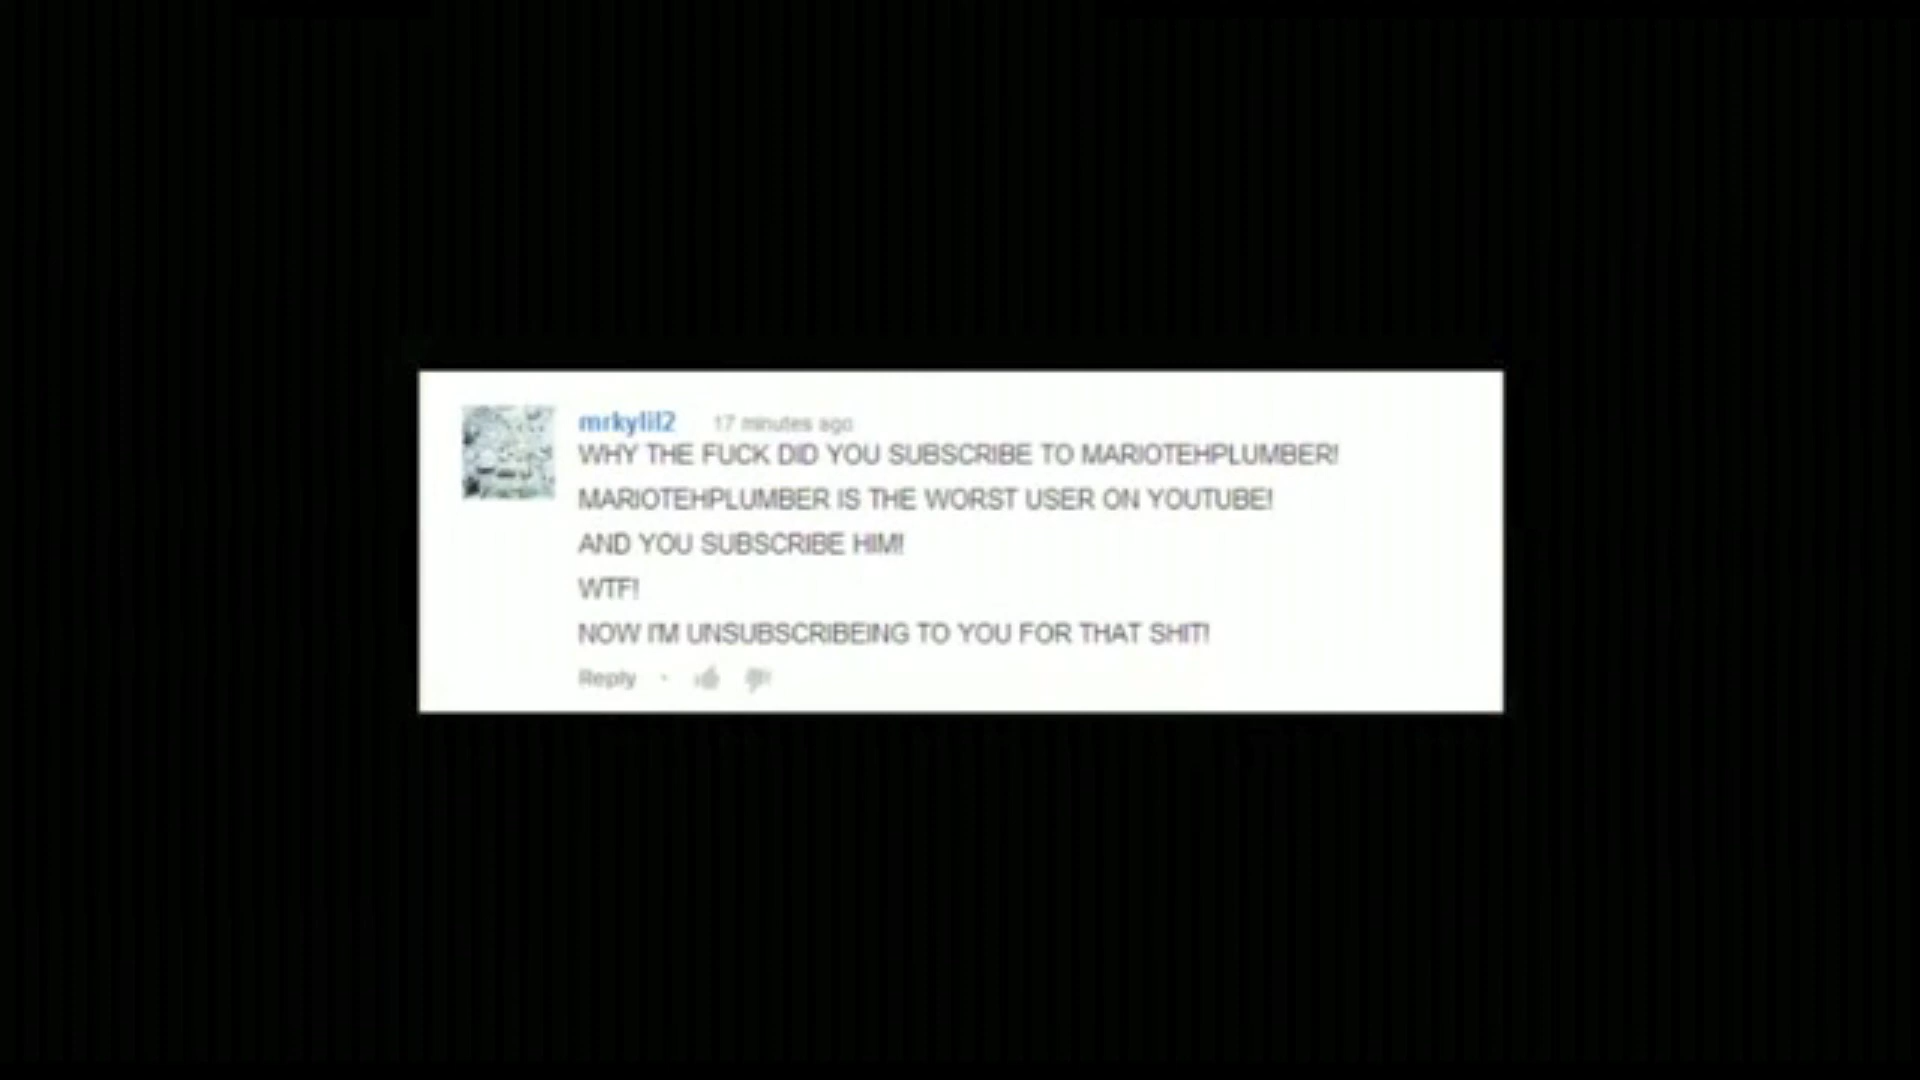 mrkylil2 17 minutes ago
WHY THE FUCK DID YOU SUBSCRIBE TO MARIOTEHPLUMBER!
MARIOTEHPLUMBER IS THE WORST USER ON YOUTUBE!
AND YOU SUBSCRIBE HIM!
WTF!
NOW I'M UNSUBSCRIBEING TO YOU FOR THAT SHIT!
Reply